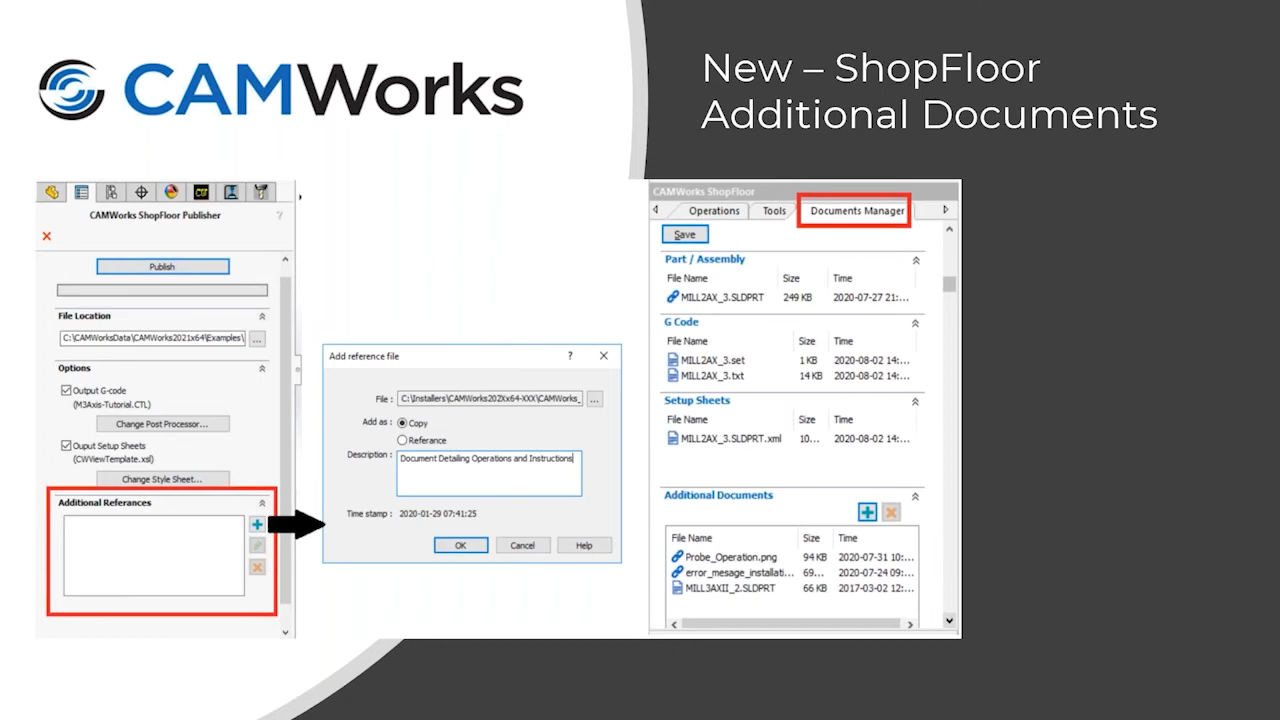 CAMWorks
New – ShopFloor
Additional Documents
CAMWorks ShopFloor Publisher
?
Publish
File Location
C:\CAMWorksData\CAMWorks2021x64\Examples\
...
Options
Output G-code
(M3Axis-Tutorial.CTL)
Change Post Processor...
Ouput Setup Sheets
(CWViewTemplate.xsl)
Change Style Sheet...
Additional Referances
Add reference file
?
File :
C:\Installers\CAMWorks202Xx64-XXX\CAMWorks_
...
Add as :
Copy
Referance
Description :
Document Detailing Operations and Instructions
Time stamp : 2020-01-29 07:41:25
OK Cancel Help
CAMWorks ShopFloor
Operations Tools Documents Manager
Save
Part / Assembly
File Name Size Time
MILL2AX_3.SLDPRT 249 KB 2020-07-27 21:...
G Code
File Name Size Time
MILL2AX_3.set 1 KB 2020-08-02 14:...
MILL2AX_3.txt 14 KB 2020-08-02 14:...
Setup Sheets
File Name Size Time
MILL2AX_3.SLDPRT.xml 10... 2020-08-02 14:...
Additional Documents
File Name Size Time
Probe_Operation.png 94 KB 2020-07-31 10:...
error_mesage_installati... 69... 2020-07-24 09:...
MILL3AXII_2.SLDPRT 66 KB 2017-03-02 12:...